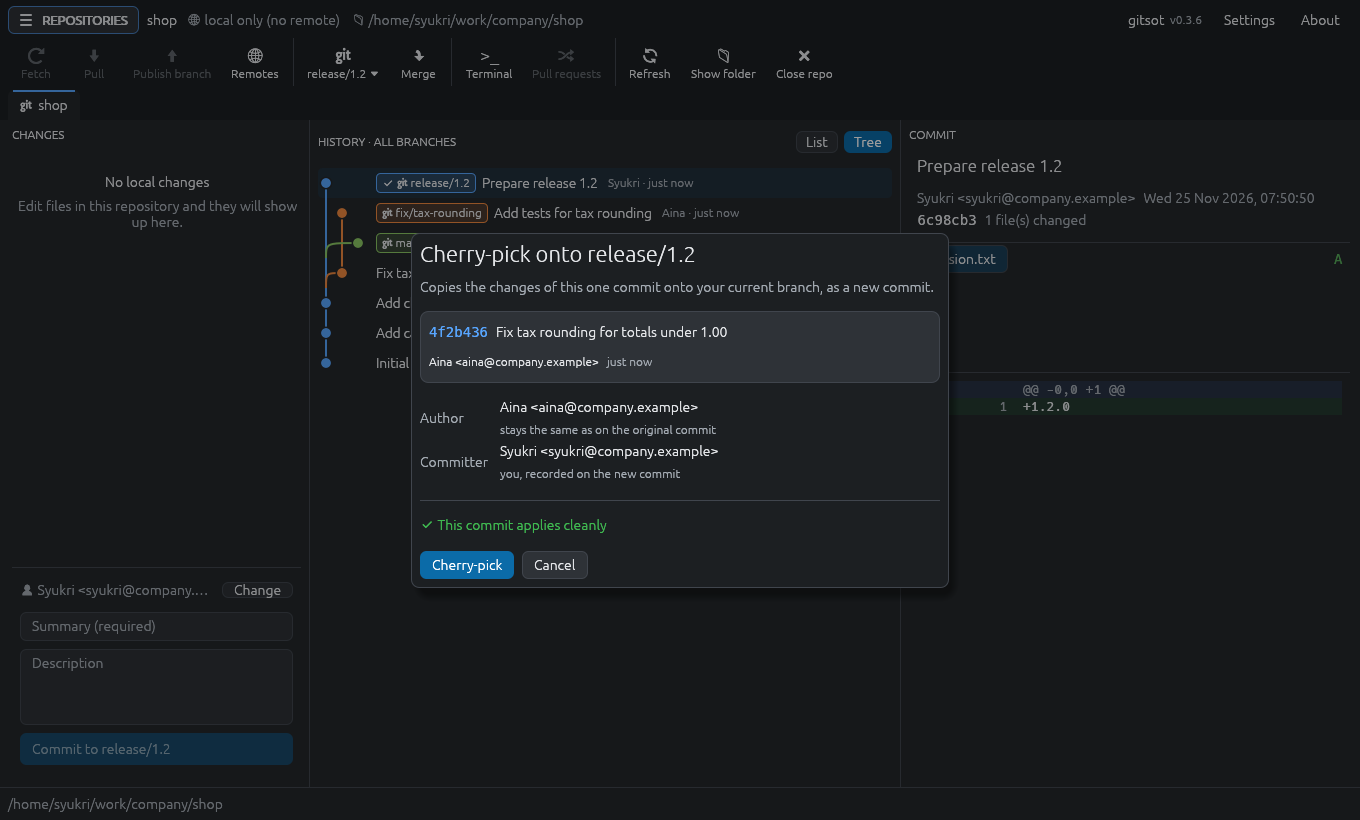 REPOSITORIES shop local only (no remote) /home/syukri/work/company/shop gitsot v0.3.6 Settings About
Fetch Pull Publish branch Remotes git release/1.2 Merge >_ Terminal Pull requests Refresh Show folder Close repo
git shop
CHANGES
No local changes
Edit files in this repository and they will show
up here.
Syukri <syukri@company.… Change
Summary (required)
Description
Commit to release/1.2
HISTORY · ALL BRANCHES List Tree
git release/1.2 Prepare release 1.2 Syukri · just now
git fix/tax-rounding Add tests for tax rounding Aina · just now
git ma
Fix tax
Add c
Add ca
Initial
Cherry-pick onto release/1.2
Copies the changes of this one commit onto your current branch, as a new commit.
4f2b436 Fix tax rounding for totals under 1.00
Aina <aina@company.example> just now
Author Aina <aina@company.example>
stays the same as on the original commit
Committer Syukri <syukri@company.example>
you, recorded on the new commit
This commit applies cleanly
Cherry-pick Cancel
COMMIT
Prepare release 1.2
Syukri <syukri@company.example> Wed 25 Nov 2026, 07:50:50
6c98cb3 1 file(s) changed
sion.txt A
@@ -0,0 +1 @@
1 +1.2.0
/home/syukri/work/company/shop